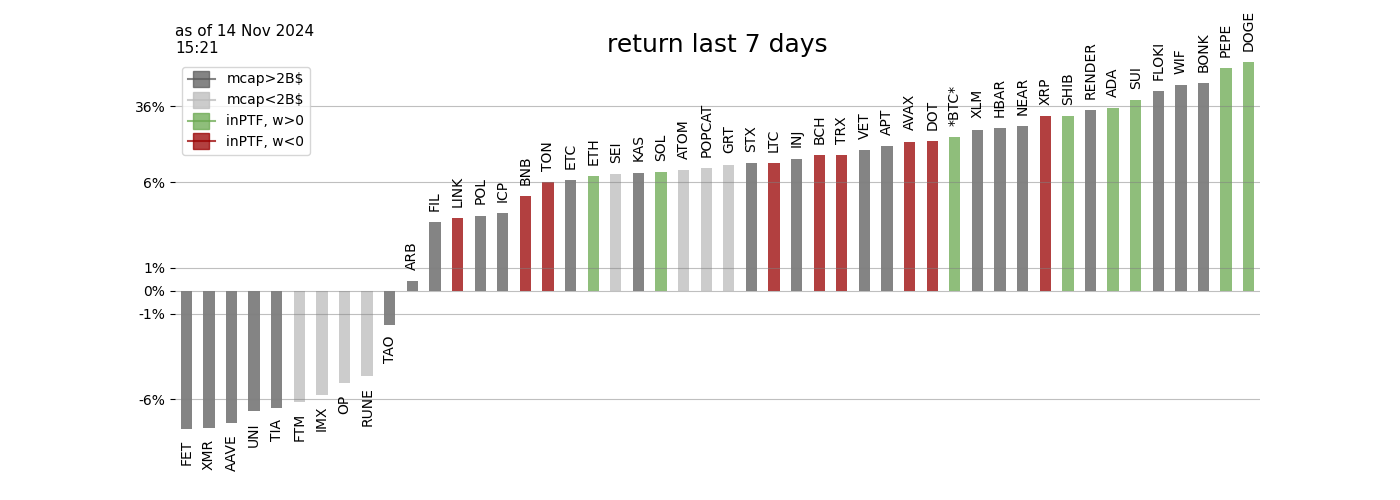 as of 14 Nov 2024
15:21
return last 7 days
mcap>2B$
mcap<2B$
inPTF, w>0
inPTF, w<0
36%
6%
1%
0%
-1%
-6%
FET
XMR
AAVE
UNI
TIA
FTM
IMX
OP
RUNE
TAO
ARB
FIL
LINK
POL
ICP
BNB
TON
ETC
ETH
SEI
KAS
SOL
ATOM
POPCAT
GRT
STX
LTC
INJ
BCH
TRX
VET
APT
AVAX
DOT
*BTC*
XLM
HBAR
NEAR
XRP
SHIB
RENDER
ADA
SUI
FLOKI
WIF
BONK
PEPE
DOGE